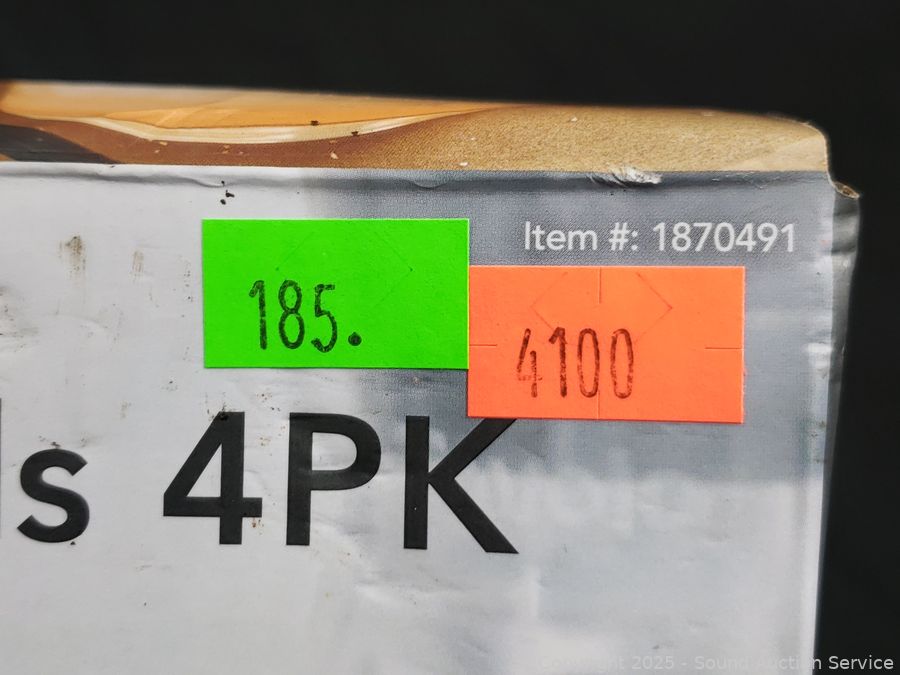 Item #: 1870491
185.
4100
s 4PK
Copyright 2025 - Sound Auction Service